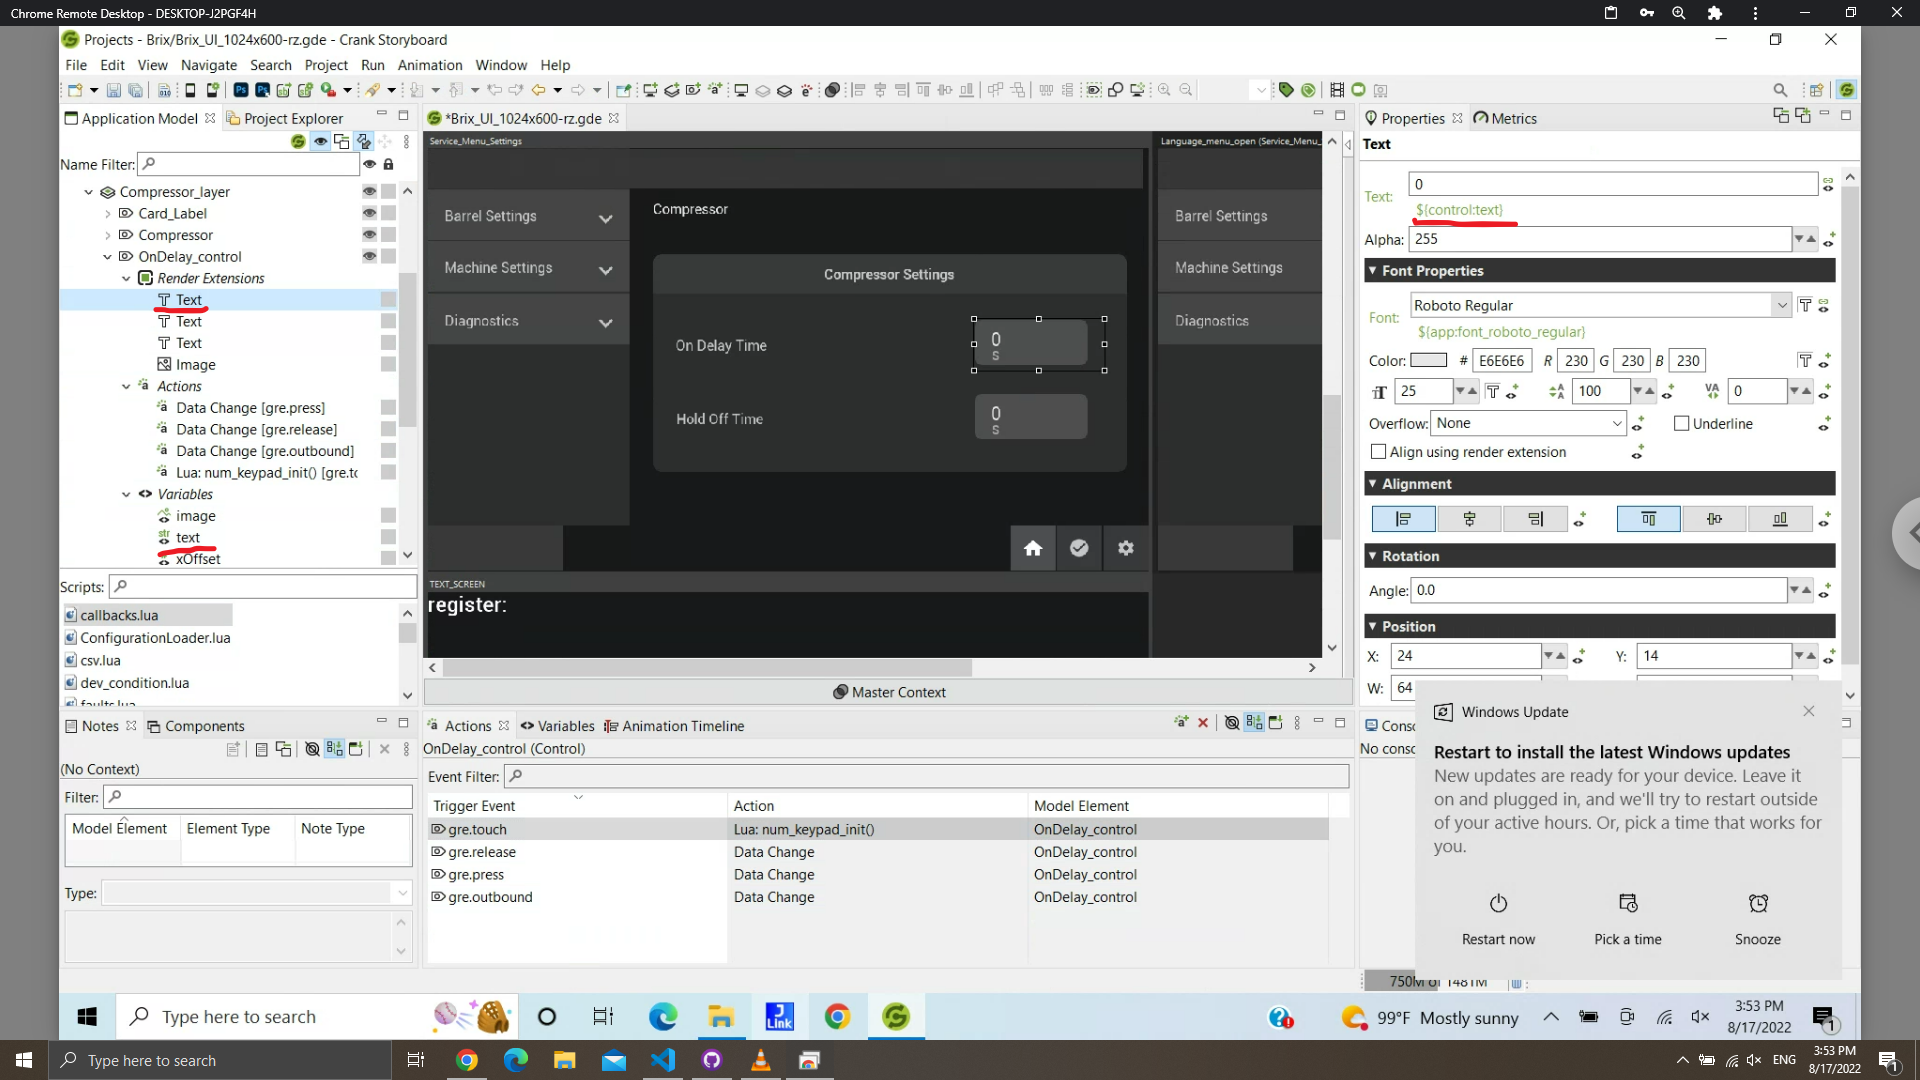 Chrome Remote Desktop - DESKTOP-J2PGF4H
Projects - Brix/Brix_UI_1024x600-rz.gde - Crank Storyboard
File Edit View Navigate Search Project Run Animation Window Help
Application Model
Project Explorer
Name Filter:
Compressor_layer
Card_Label
Compressor
OnDelay_control
Render Extensions
Text
Text
Text
Image
Actions
Data Change [gre.press]
Data Change [gre.release]
Data Change [gre.outbound]
Lua: num_keypad_init() [gre.tc
Variables
image
text
xOffset
Scripts:
callbacks.lua
ConfigurationLoader.lua
csv.lua
dev_condition.lua
faults.lua
Notes
Components
(No Context)
Filter:
Model Element Element Type Note Type
Type:
*Brix_UI_1024x600-rz.gde
Service_Menu_Settings
Language_menu_open (Service_Menu_
Barrel Settings
Machine Settings
Diagnostics
Compressor
Compressor Settings
On Delay Time
0
s
Hold Off Time
0
s
Barrel Settings
Machine Settings
Diagnostics
TEXT_SCREEN
register:
Master Context
Actions
Variables
Animation Timeline
OnDelay_control (Control)
Event Filter:
Trigger Event Action Model Element
gre.touch Lua: num_keypad_init() OnDelay_control
gre.release Data Change OnDelay_control
gre.press Data Change OnDelay_control
gre.outbound Data Change OnDelay_control
Properties
Metrics
Text
Text: 0
${control:text}
Alpha: 255
Font Properties
Font: Roboto Regular
${app:font_roboto_regular}
Color: # E6E6E6 R 230 G 230 B 230
25 100 VA 0
Overflow: None Underline
Align using render extension
Alignment
Rotation
Angle: 0.0
Position
X: 24 Y: 14
W: 64
Conso
No conso
Windows Update
Restart to install the latest Windows updates
New updates are ready for your device. Leave it
on and plugged in, and we'll try to restart outside
of your active hours. Or, pick a time that works for
you.
Restart now Pick a time Snooze
750M of 1481M
Type here to search
J
Link
99°F Mostly sunny
3:53 PM
8/17/2022
1
Type here to search
ENG
3:53 PM
8/17/2022
1